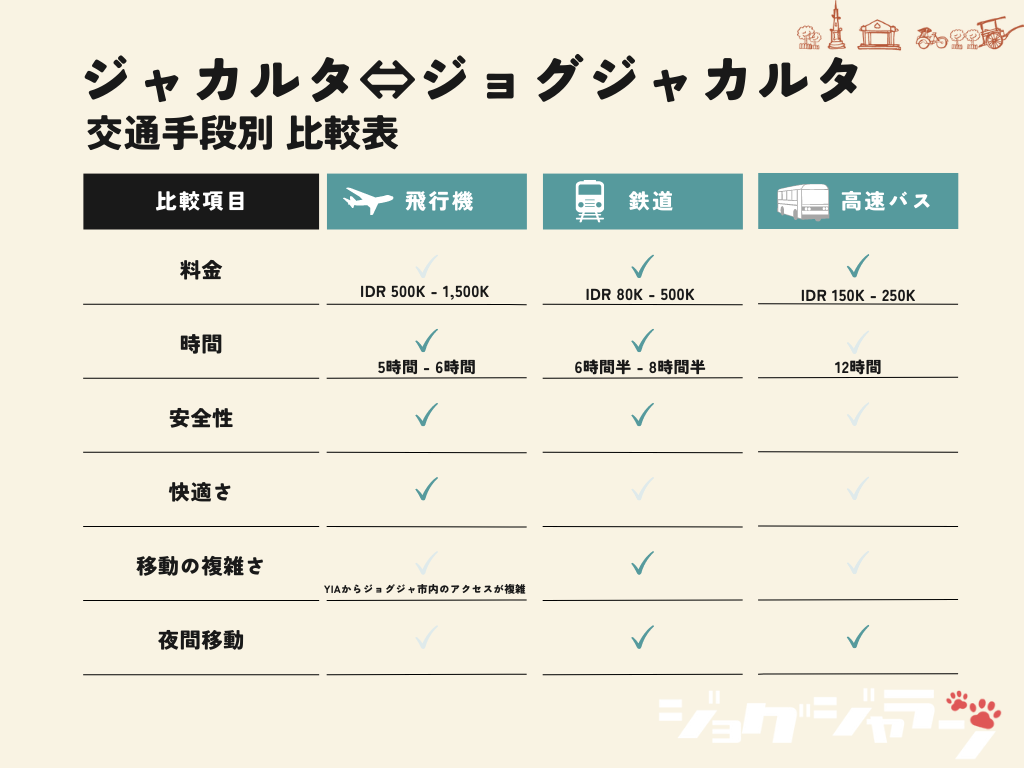 ジャカルタ⇔ジョグジャカルタ
交通手段別 比較表
比較項目 飛行機 鉄道 高速バス
料金 ✓ ✓ ✓
IDR 500K - 1,500K IDR 80K - 500K IDR 150K - 250K
時間 ✓ ✓ ✓
5時間 - 6時間 6時間半 - 8時間半 12時間
安全性 ✓ ✓ ✓
快適さ ✓ ✓ ✓
移動の複雑さ ✓ ✓ ✓
YIAからジョグジャ市内のアクセスが複雑
夜間移動 ✓ ✓ ✓
ジョグジャラーン